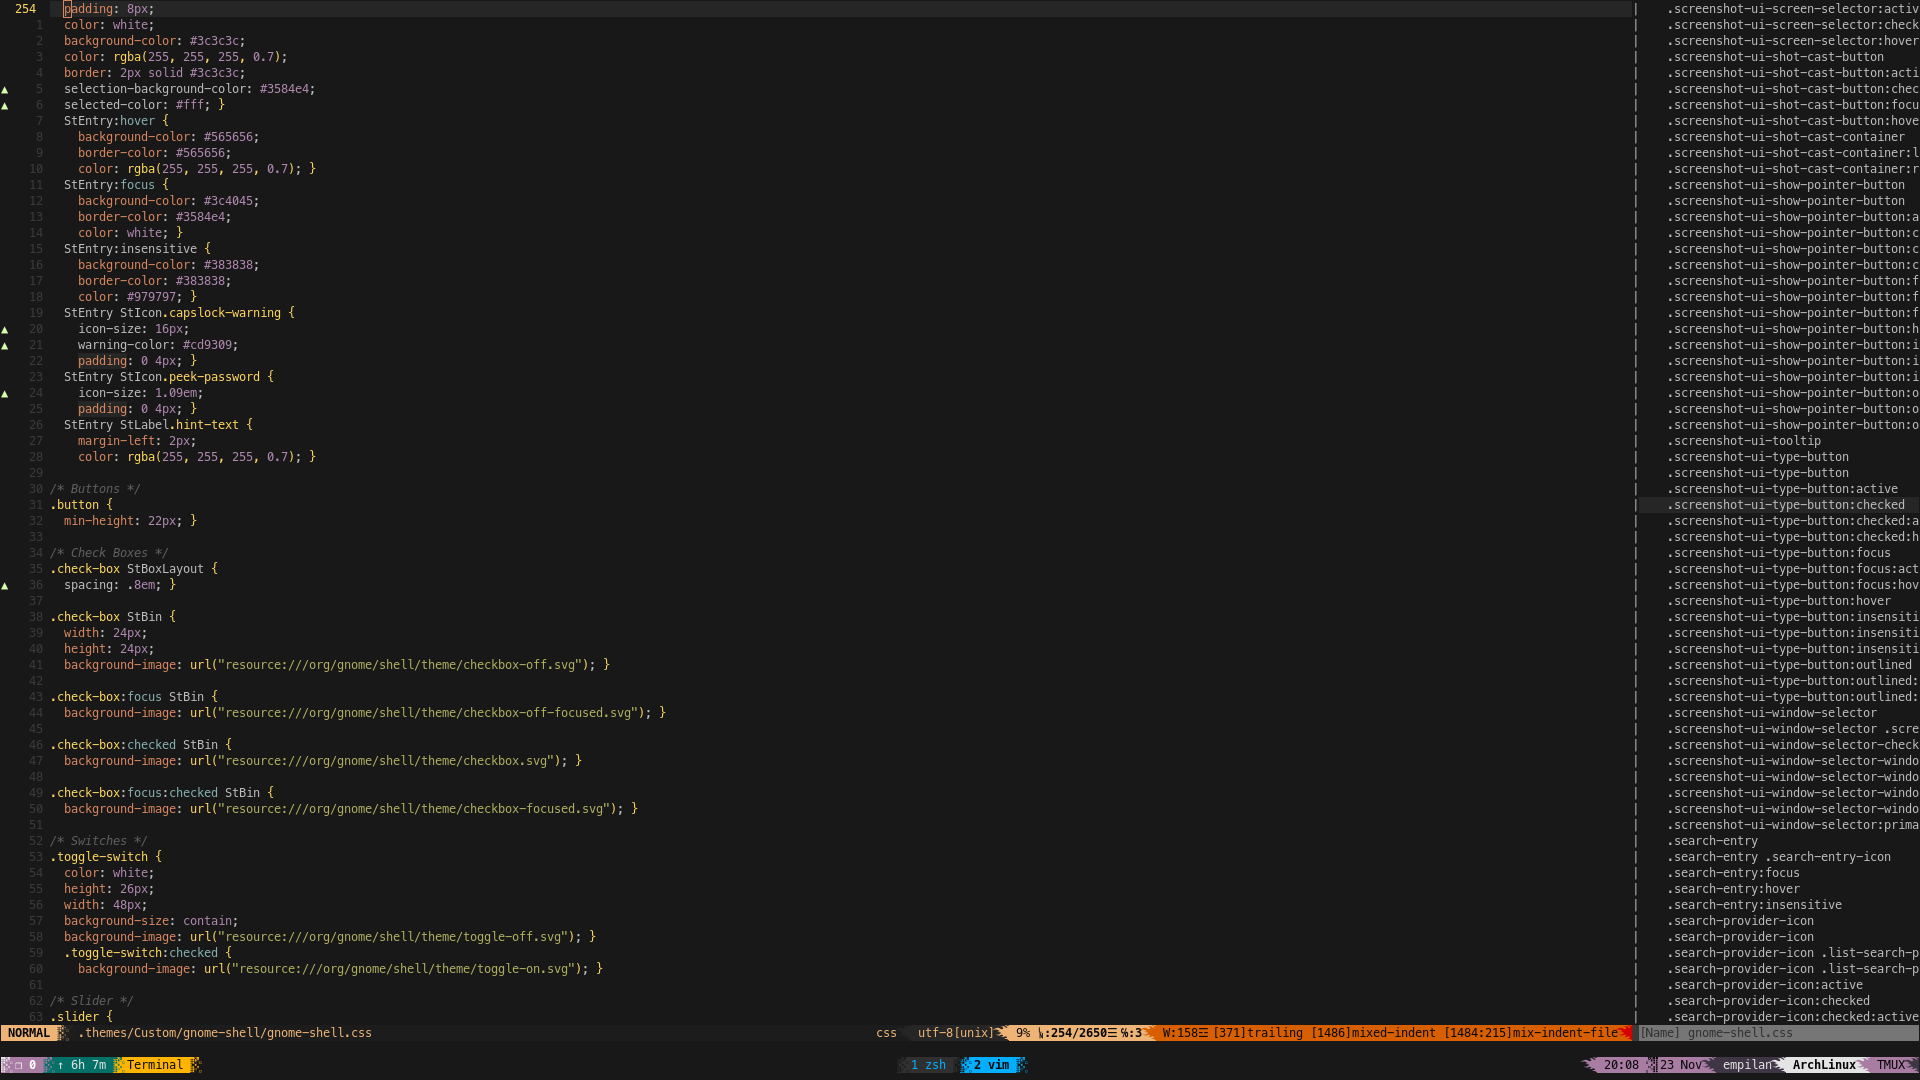 254 padding: 8px;
1 color: white;
2 background-color: #3c3c3c;
3 color: rgba(255, 255, 255, 0.7);
4 border: 2px solid #3c3c3c;
▲ 5 selection-background-color: #3584e4;
▲ 6 selected-color: #fff; }
7 StEntry:hover {
8 background-color: #565656;
9 border-color: #565656;
10 color: rgba(255, 255, 255, 0.7); }
11 StEntry:focus {
12 background-color: #3c4045;
13 border-color: #3584e4;
14 color: white; }
15 StEntry:insensitive {
16 background-color: #383838;
17 border-color: #383838;
18 color: #979797; }
19 StEntry StIcon.capslock-warning {
▲ 20 icon-size: 16px;
▲ 21 warning-color: #cd9309;
22 padding: 0 4px; }
23 StEntry StIcon.peek-password {
▲ 24 icon-size: 1.09em;
25 padding: 0 4px; }
26 StEntry StLabel.hint-text {
27 margin-left: 2px;
28 color: rgba(255, 255, 255, 0.7); }
29
30 /* Buttons */
31 .button {
32 min-height: 22px; }
33
34 /* Check Boxes */
35 .check-box StBoxLayout {
▲ 36 spacing: .8em; }
37
38 .check-box StBin {
39 width: 24px;
40 height: 24px;
41 background-image: url("resource:///org/gnome/shell/theme/checkbox-off.svg"); }
42
43 .check-box:focus StBin {
44 background-image: url("resource:///org/gnome/shell/theme/checkbox-off-focused.svg"); }
45
46 .check-box:checked StBin {
47 background-image: url("resource:///org/gnome/shell/theme/checkbox.svg"); }
48
49 .check-box:focus:checked StBin {
50 background-image: url("resource:///org/gnome/shell/theme/checkbox-focused.svg"); }
51
52 /* Switches */
53 .toggle-switch {
54 color: white;
55 height: 26px;
56 width: 48px;
57 background-size: contain;
58 background-image: url("resource:///org/gnome/shell/theme/toggle-off.svg"); }
59 .toggle-switch:checked {
60 background-image: url("resource:///org/gnome/shell/theme/toggle-on.svg"); }
61
62 /* Slider */
63 .slider {
.screenshot-ui-screen-selector:activ
.screenshot-ui-screen-selector:check
.screenshot-ui-screen-selector:hover
.screenshot-ui-shot-cast-button
.screenshot-ui-shot-cast-button:acti
.screenshot-ui-shot-cast-button:chec
.screenshot-ui-shot-cast-button:focu
.screenshot-ui-shot-cast-button:hove
.screenshot-ui-shot-cast-container
.screenshot-ui-shot-cast-container:l
.screenshot-ui-shot-cast-container:r
.screenshot-ui-show-pointer-button
.screenshot-ui-show-pointer-button
.screenshot-ui-show-pointer-button:a
.screenshot-ui-show-pointer-button:c
.screenshot-ui-show-pointer-button:c
.screenshot-ui-show-pointer-button:c
.screenshot-ui-show-pointer-button:f
.screenshot-ui-show-pointer-button:f
.screenshot-ui-show-pointer-button:f
.screenshot-ui-show-pointer-button:h
.screenshot-ui-show-pointer-button:i
.screenshot-ui-show-pointer-button:i
.screenshot-ui-show-pointer-button:i
.screenshot-ui-show-pointer-button:o
.screenshot-ui-show-pointer-button:o
.screenshot-ui-show-pointer-button:o
.screenshot-ui-tooltip
.screenshot-ui-type-button
.screenshot-ui-type-button
.screenshot-ui-type-button:active
.screenshot-ui-type-button:checked
.screenshot-ui-type-button:checked:a
.screenshot-ui-type-button:checked:h
.screenshot-ui-type-button:focus
.screenshot-ui-type-button:focus:act
.screenshot-ui-type-button:focus:hov
.screenshot-ui-type-button:hover
.screenshot-ui-type-button:insensiti
.screenshot-ui-type-button:insensiti
.screenshot-ui-type-button:insensiti
.screenshot-ui-type-button:outlined
.screenshot-ui-type-button:outlined:
.screenshot-ui-type-button:outlined:
.screenshot-ui-window-selector
.screenshot-ui-window-selector .scre
.screenshot-ui-window-selector-check
.screenshot-ui-window-selector-windo
.screenshot-ui-window-selector-windo
.screenshot-ui-window-selector-windo
.screenshot-ui-window-selector-windo
.screenshot-ui-window-selector:prima
.search-entry
.search-entry .search-entry-icon
.search-entry:focus
.search-entry:hover
.search-entry:insensitive
.search-provider-icon
.search-provider-icon
.search-provider-icon .list-search-p
.search-provider-icon .list-search-p
.search-provider-icon:active
.search-provider-icon:checked
.search-provider-icon:checked:active
NORMAL .themes/Custom/gnome-shell/gnome-shell.css css utf-8[unix] 9% ㏑:254/2650☰ ℅:3 W:158☲ [371]trailing [1486]mixed-indent [1484:215]mix-indent-file [Name] gnome-shell.css
❐ 0 ↑ 6h 7m Terminal 1 zsh 2 vim 20:08 23 Nov empilan ArchLinux TMUX